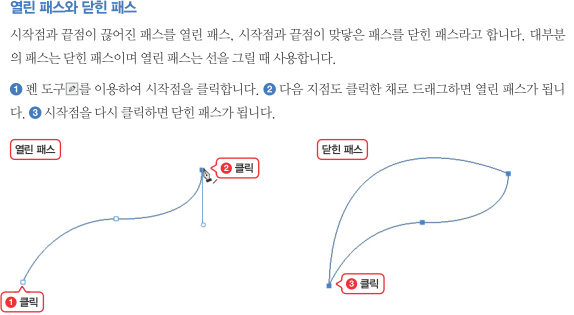 열린 패스와 닫힌 패스
시작점과 끝점이 끊어진 패스를 열린 패스, 시작점과 끝점이 맞닿은 패스를 닫힌 패스라고 합니다. 대부분
의 패스는 닫힌 패스이며 열린 패스는 선을 그릴 때 사용합니다.
❶ 펜 도구를 이용하여 시작점을 클릭합니다. ❷ 다음 지점도 클릭한 채로 드래그하면 열린 패스가 됩니
다. ❸ 시작점을 다시 클릭하면 닫힌 패스가 됩니다.
열린 패스
❷ 클릭
❶ 클릭
닫힌 패스
❸ 클릭